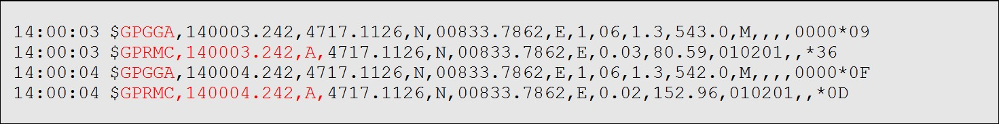 14:00:03 $GPGGA,140003.242,4717.1126,N,00833.7862,E,1,06,1.3,543.0,M,,,,0000*09
14:00:03 $GPRMC,140003.242,A,4717.1126,N,00833.7862,E,0.03,80.59,010201,,*36
14:00:04 $GPGGA,140004.242,4717.1126,N,00833.7862,E,1,06,1.3,542.0,M,,,,0000*0F
14:00:04 $GPRMC,140004.242,A,4717.1126,N,00833.7862,E,0.02,152.96,010201,,*0D